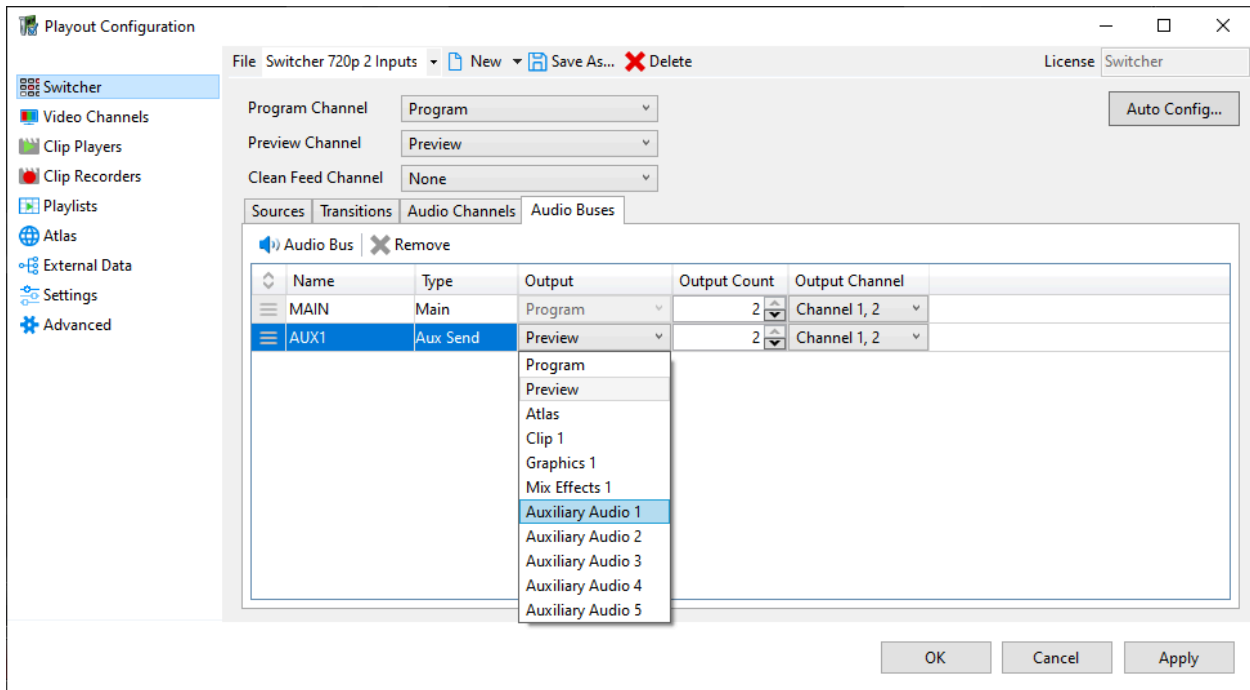 Playout Configuration
File Switcher 720p 2 Inputs New Save As... Delete License Switcher
Switcher
Video Channels
Clip Players
Clip Recorders
Playlists
Atlas
External Data
Settings
Advanced
Program Channel Program Auto Config...
Preview Channel Preview
Clean Feed Channel None
Sources Transitions Audio Channels Audio Buses
Audio Bus Remove
Name Type Output Output Count Output Channel
MAIN Main Program 2 Channel 1, 2
AUX1 Aux Send Preview 2 Channel 1, 2
Program
Preview
Atlas
Clip 1
Graphics 1
Mix Effects 1
Auxiliary Audio 1
Auxiliary Audio 2
Auxiliary Audio 3
Auxiliary Audio 4
Auxiliary Audio 5
OK Cancel Apply